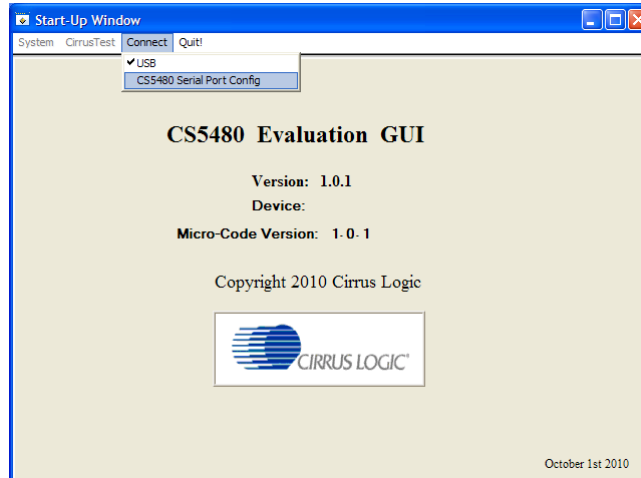 Start-Up Window
System CirrusTest Connect Quit!
USB
CS5480 Serial Port Config
CS5480 Evaluation GUI
Version: 1.0.1
Device:
Micro-Code Version: 1.0.1
Copyright 2010 Cirrus Logic
CIRRUS LOGIC®
October 1st 2010